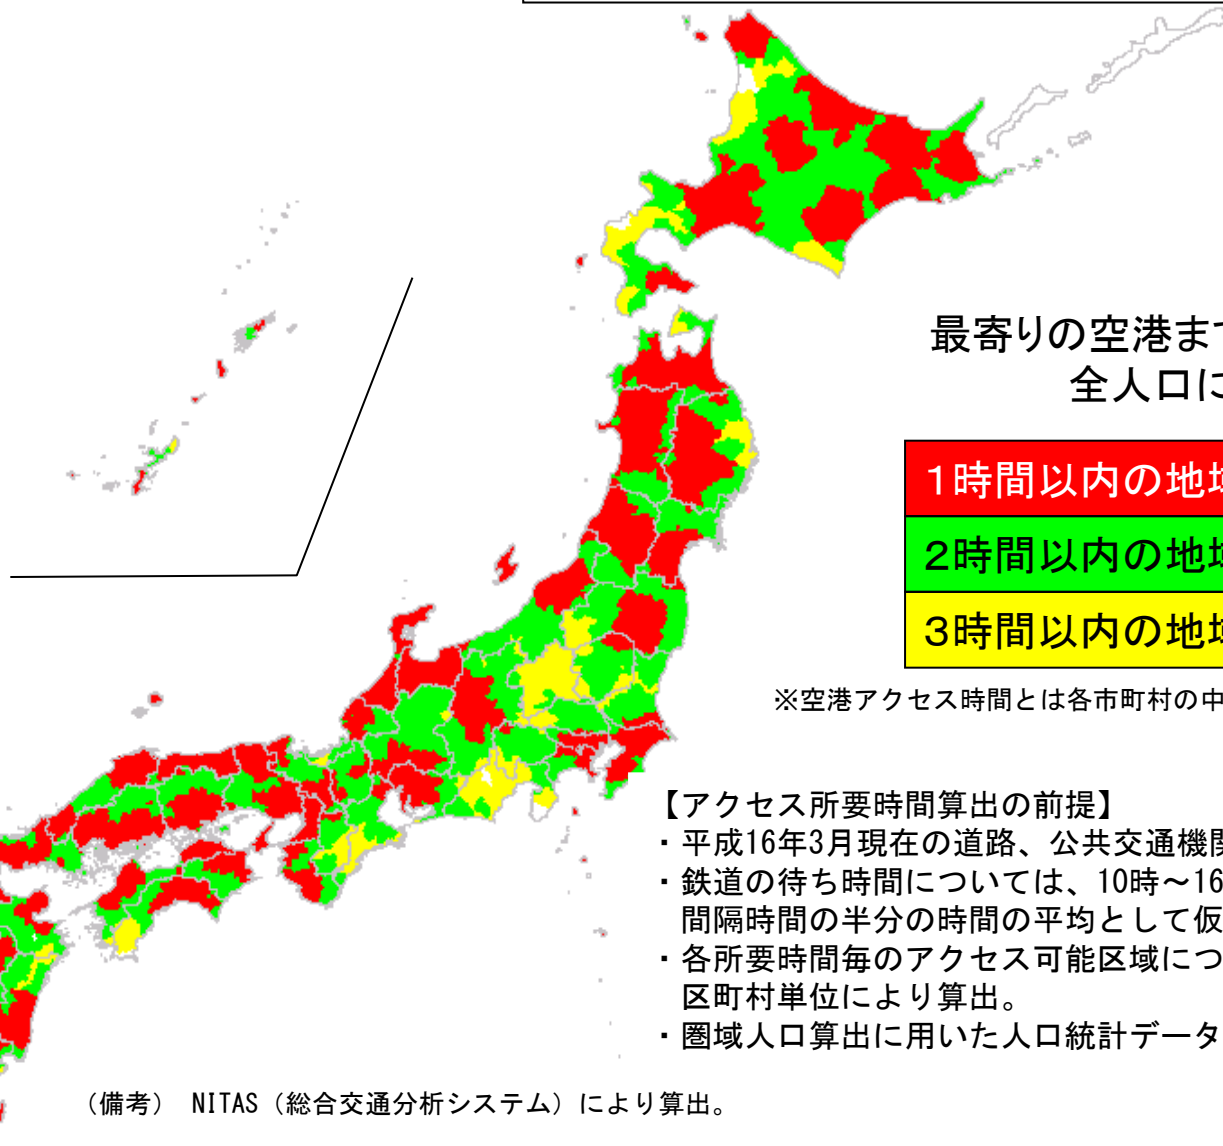 最寄りの空港ま
全人口に
1時間以内の地
2時間以内の地
3時間以内の地
※空港アクセス時間とは各市町村の中
【アクセス所要時間算出の前提】
・平成16年3月現在の道路、公共交通機
・鉄道の待ち時間については、10時～16
間隔時間の半分の時間の平均として仮
・各所要時間毎のアクセス可能区域につ
区町村単位により算出。
・圏域人口算出に用いた人口統計データ
（備考） NITAS（総合交通分析システム）により算出。